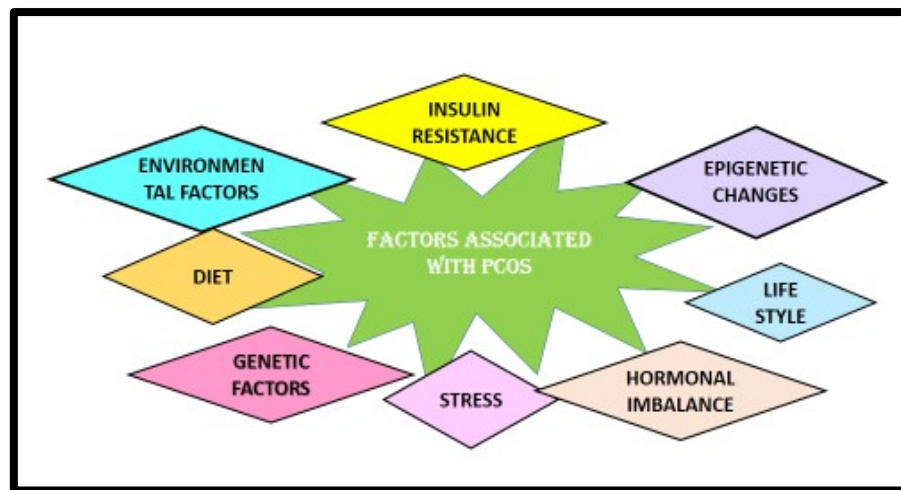 INSULIN
RESISTANCE
ENVIRONMEN
TAL FACTORS
EPIGENETIC
CHANGES
FACTORS ASSOCIATED
WITH PCOS
DIET
LIFE
STYLE
GENETIC
FACTORS
STRESS
HORMONAL
IMBALANCE